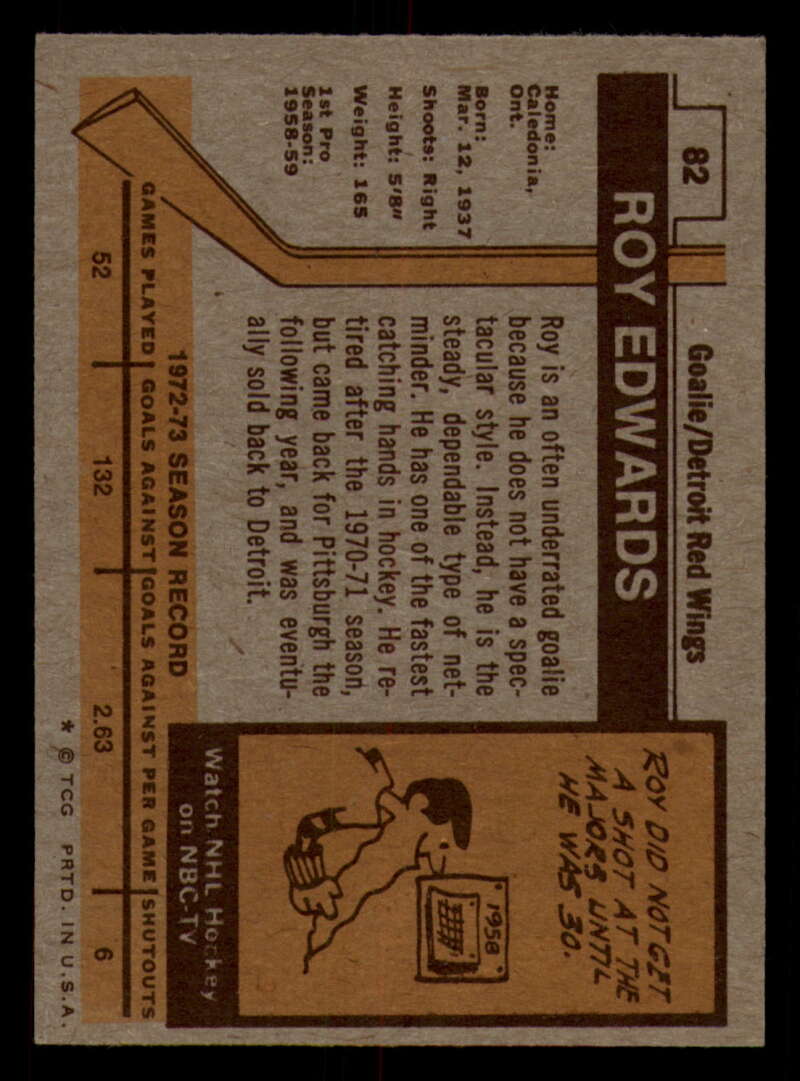 82
Goalie/Detroit Red Wings
ROY EDWARDS
Home:
Caledonia,
Ont.
Born:
Mar. 12, 1937
Shoots: Right
Height: 5'8"
Weight: 165
1st Pro
Season:
1958-59
Roy is an often underrated goalie
because he does not have a spec-
tacular style. Instead, he is the
steady, dependable type of net-
minder. He has one of the fastest
catching hands in hockey. He re-
tired after the 1970-71 season,
but came back for Pittsburgh the
following year, and was eventu-
ally sold back to Detroit.
ROY DID NOT GET
A SHOT AT THE
MAJORS UNTIL
HE WAS 30.
1958
Watch NHL Hockey
on NBC-TV
1972-73 SEASON RECORD
GAMES PLAYED GOALS AGAINST GOALS AGAINST PER GAME SHUTOUTS
52 132 2.63 6
* © TCG PRTD. IN U.S.A.